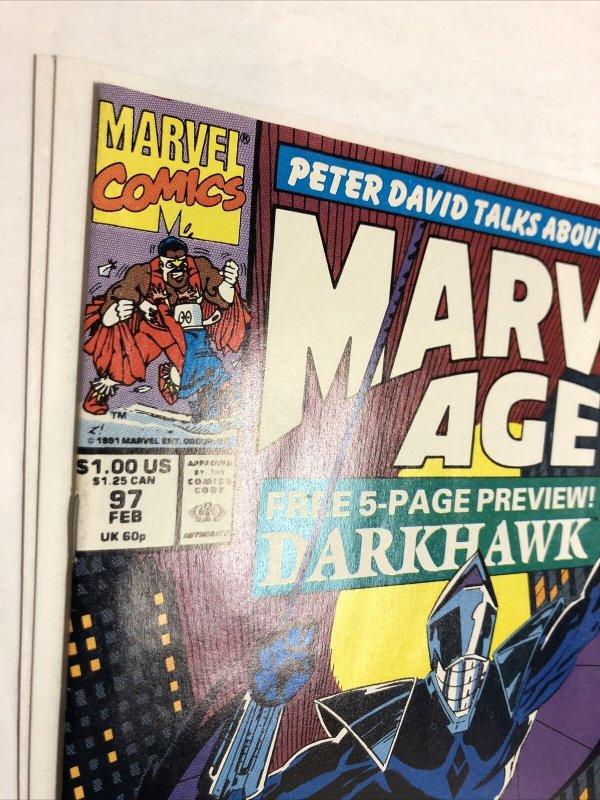 MARVEL®
COMICS
M
PETER DAVID TALKS ABOUT
MARV
AGE
FREE 5-PAGE PREVIEW!
DARKHAWK
TM
© 1991 MARVEL ENT. GROUP,
$1.00 US
$1.25 CAN
97
FEB
UK 60p
APPROVED
BY THE
COMICS
CODE
AUTHORITY